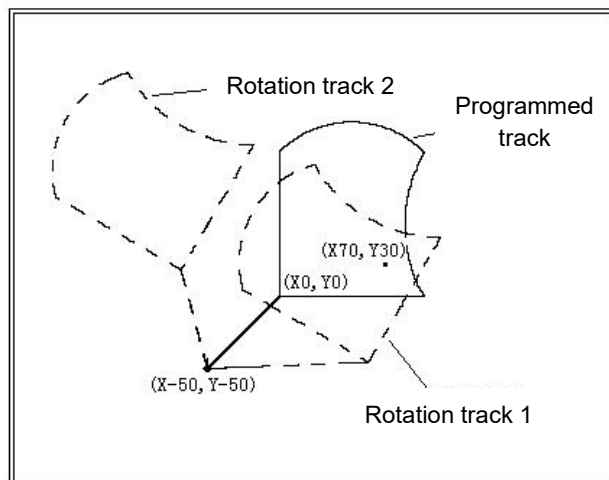 Rotation track 2
Programmed
track
(X70, Y30)
(X0, Y0)
(X-50, Y-50)
Rotation track 1